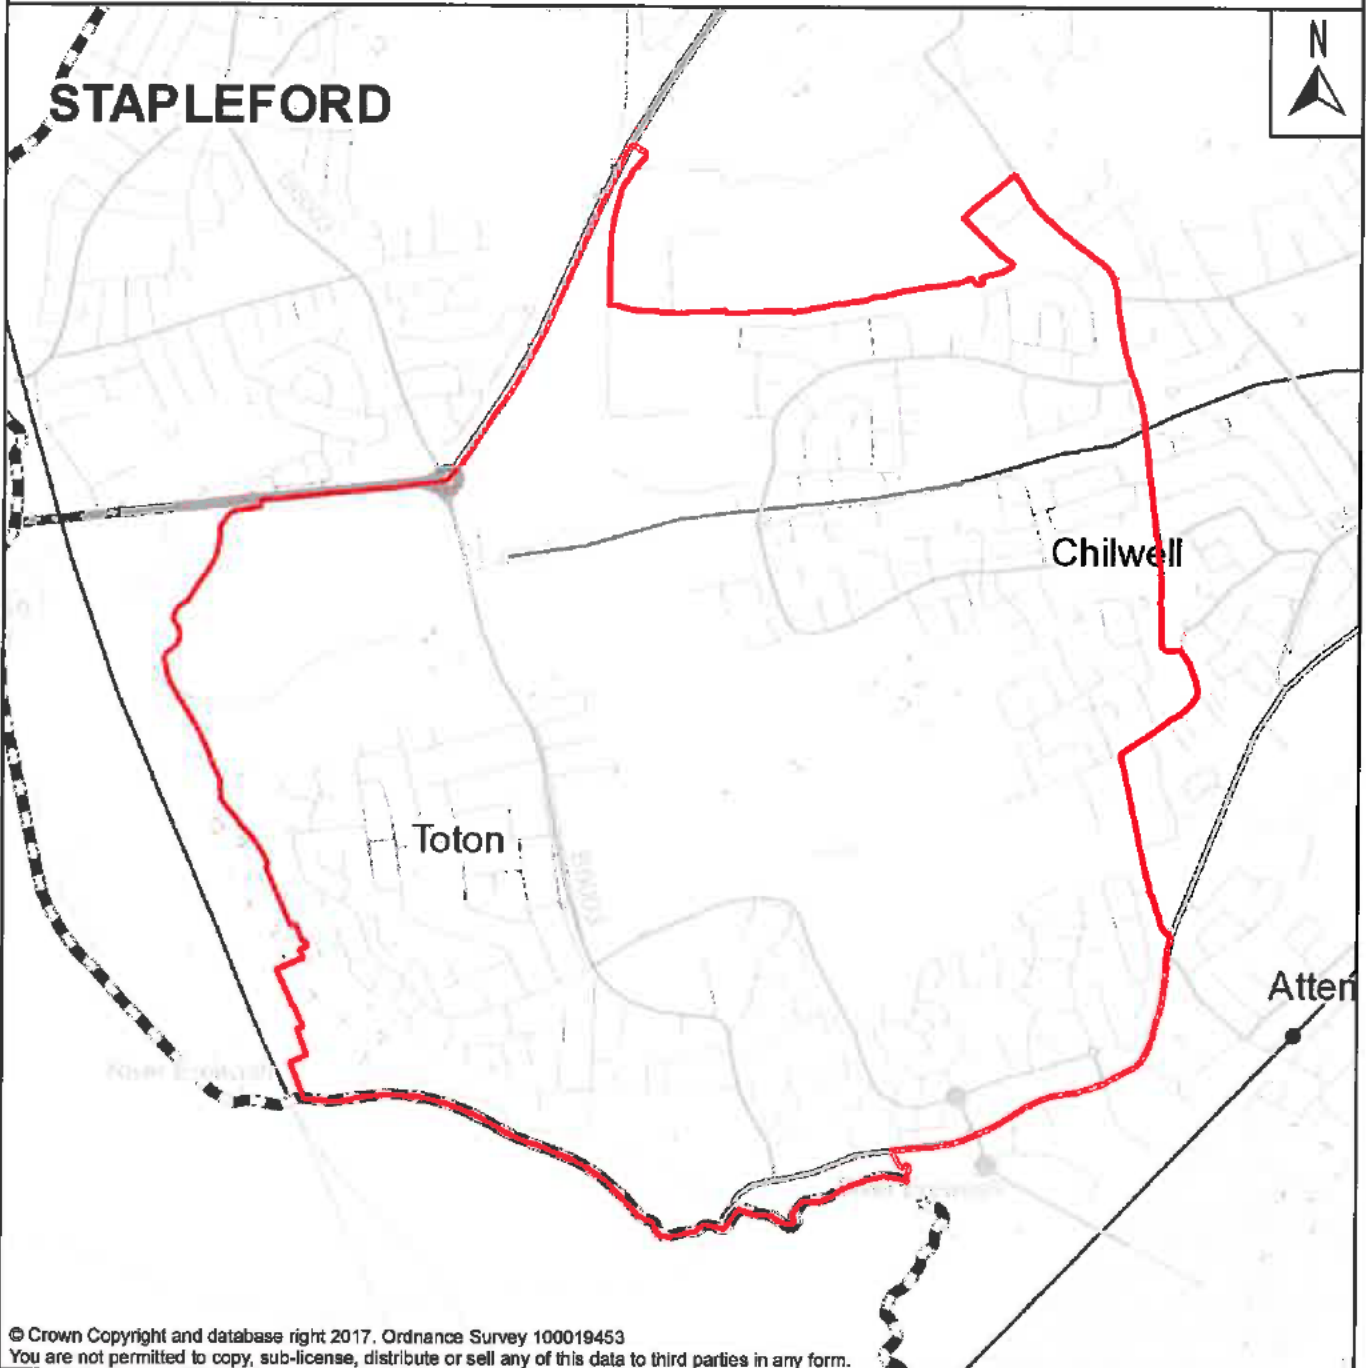 N
STAPLEFORD
Chilwell
Toton
Atten
© Crown Copyright and database right 2017. Ordnance Survey 100019453
You are not permitted to copy, sub-license, distribute or sell any of this data to third parties in any form.